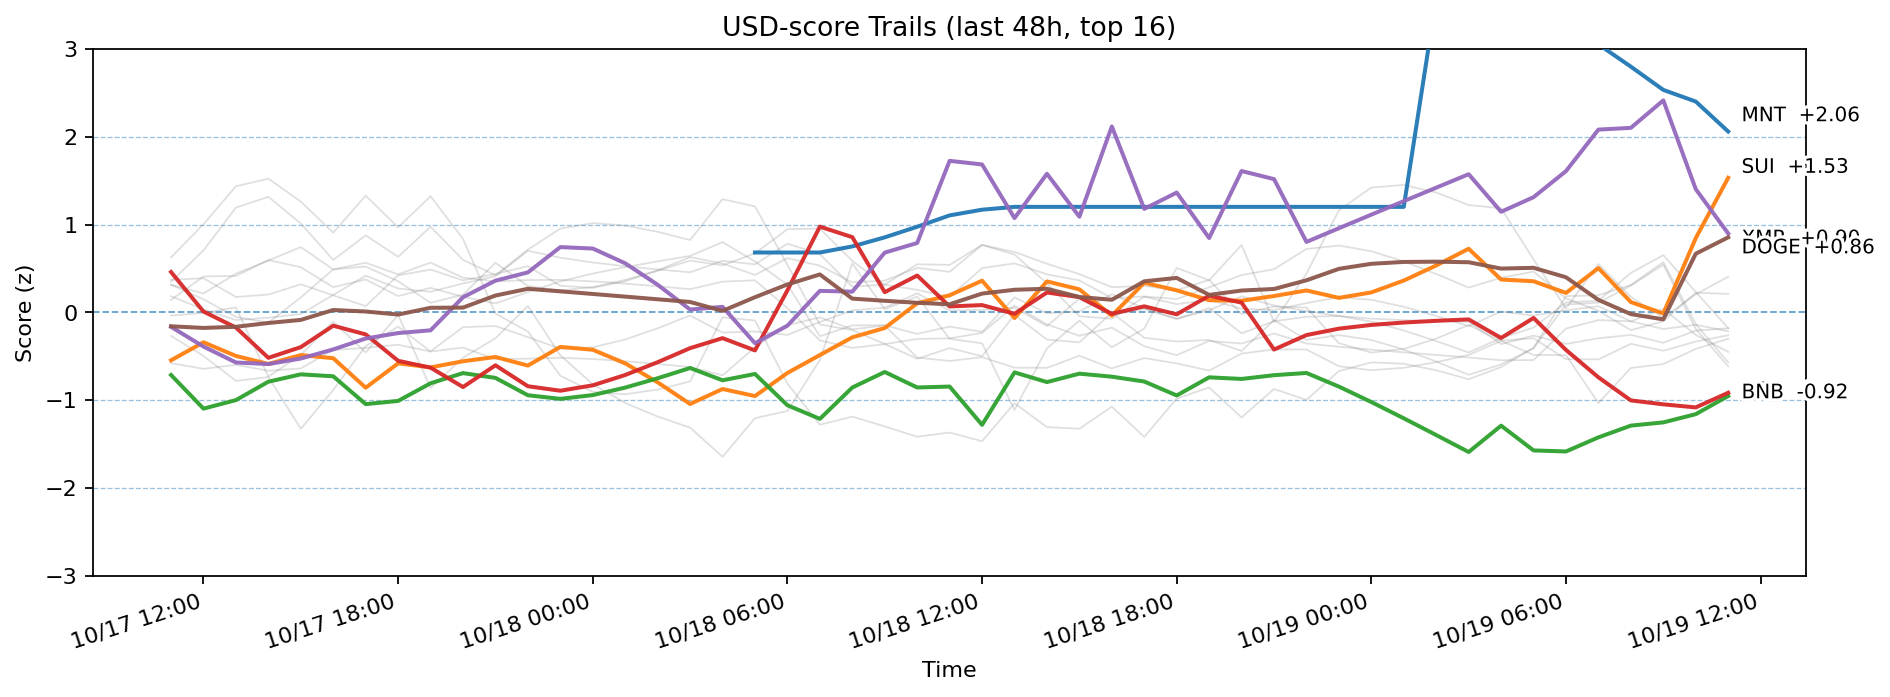 USD-score Trails (last 48h, top 16)
3
2
1
0
−1
−2
−3
Score (z)
MNT +2.06
SUI +1.53
DOGE +0.86
BNB -0.92
10/17 12:00
10/17 18:00
10/18 00:00
10/18 06:00
10/18 12:00
10/18 18:00
10/19 00:00
10/19 06:00
10/19 12:00
Time